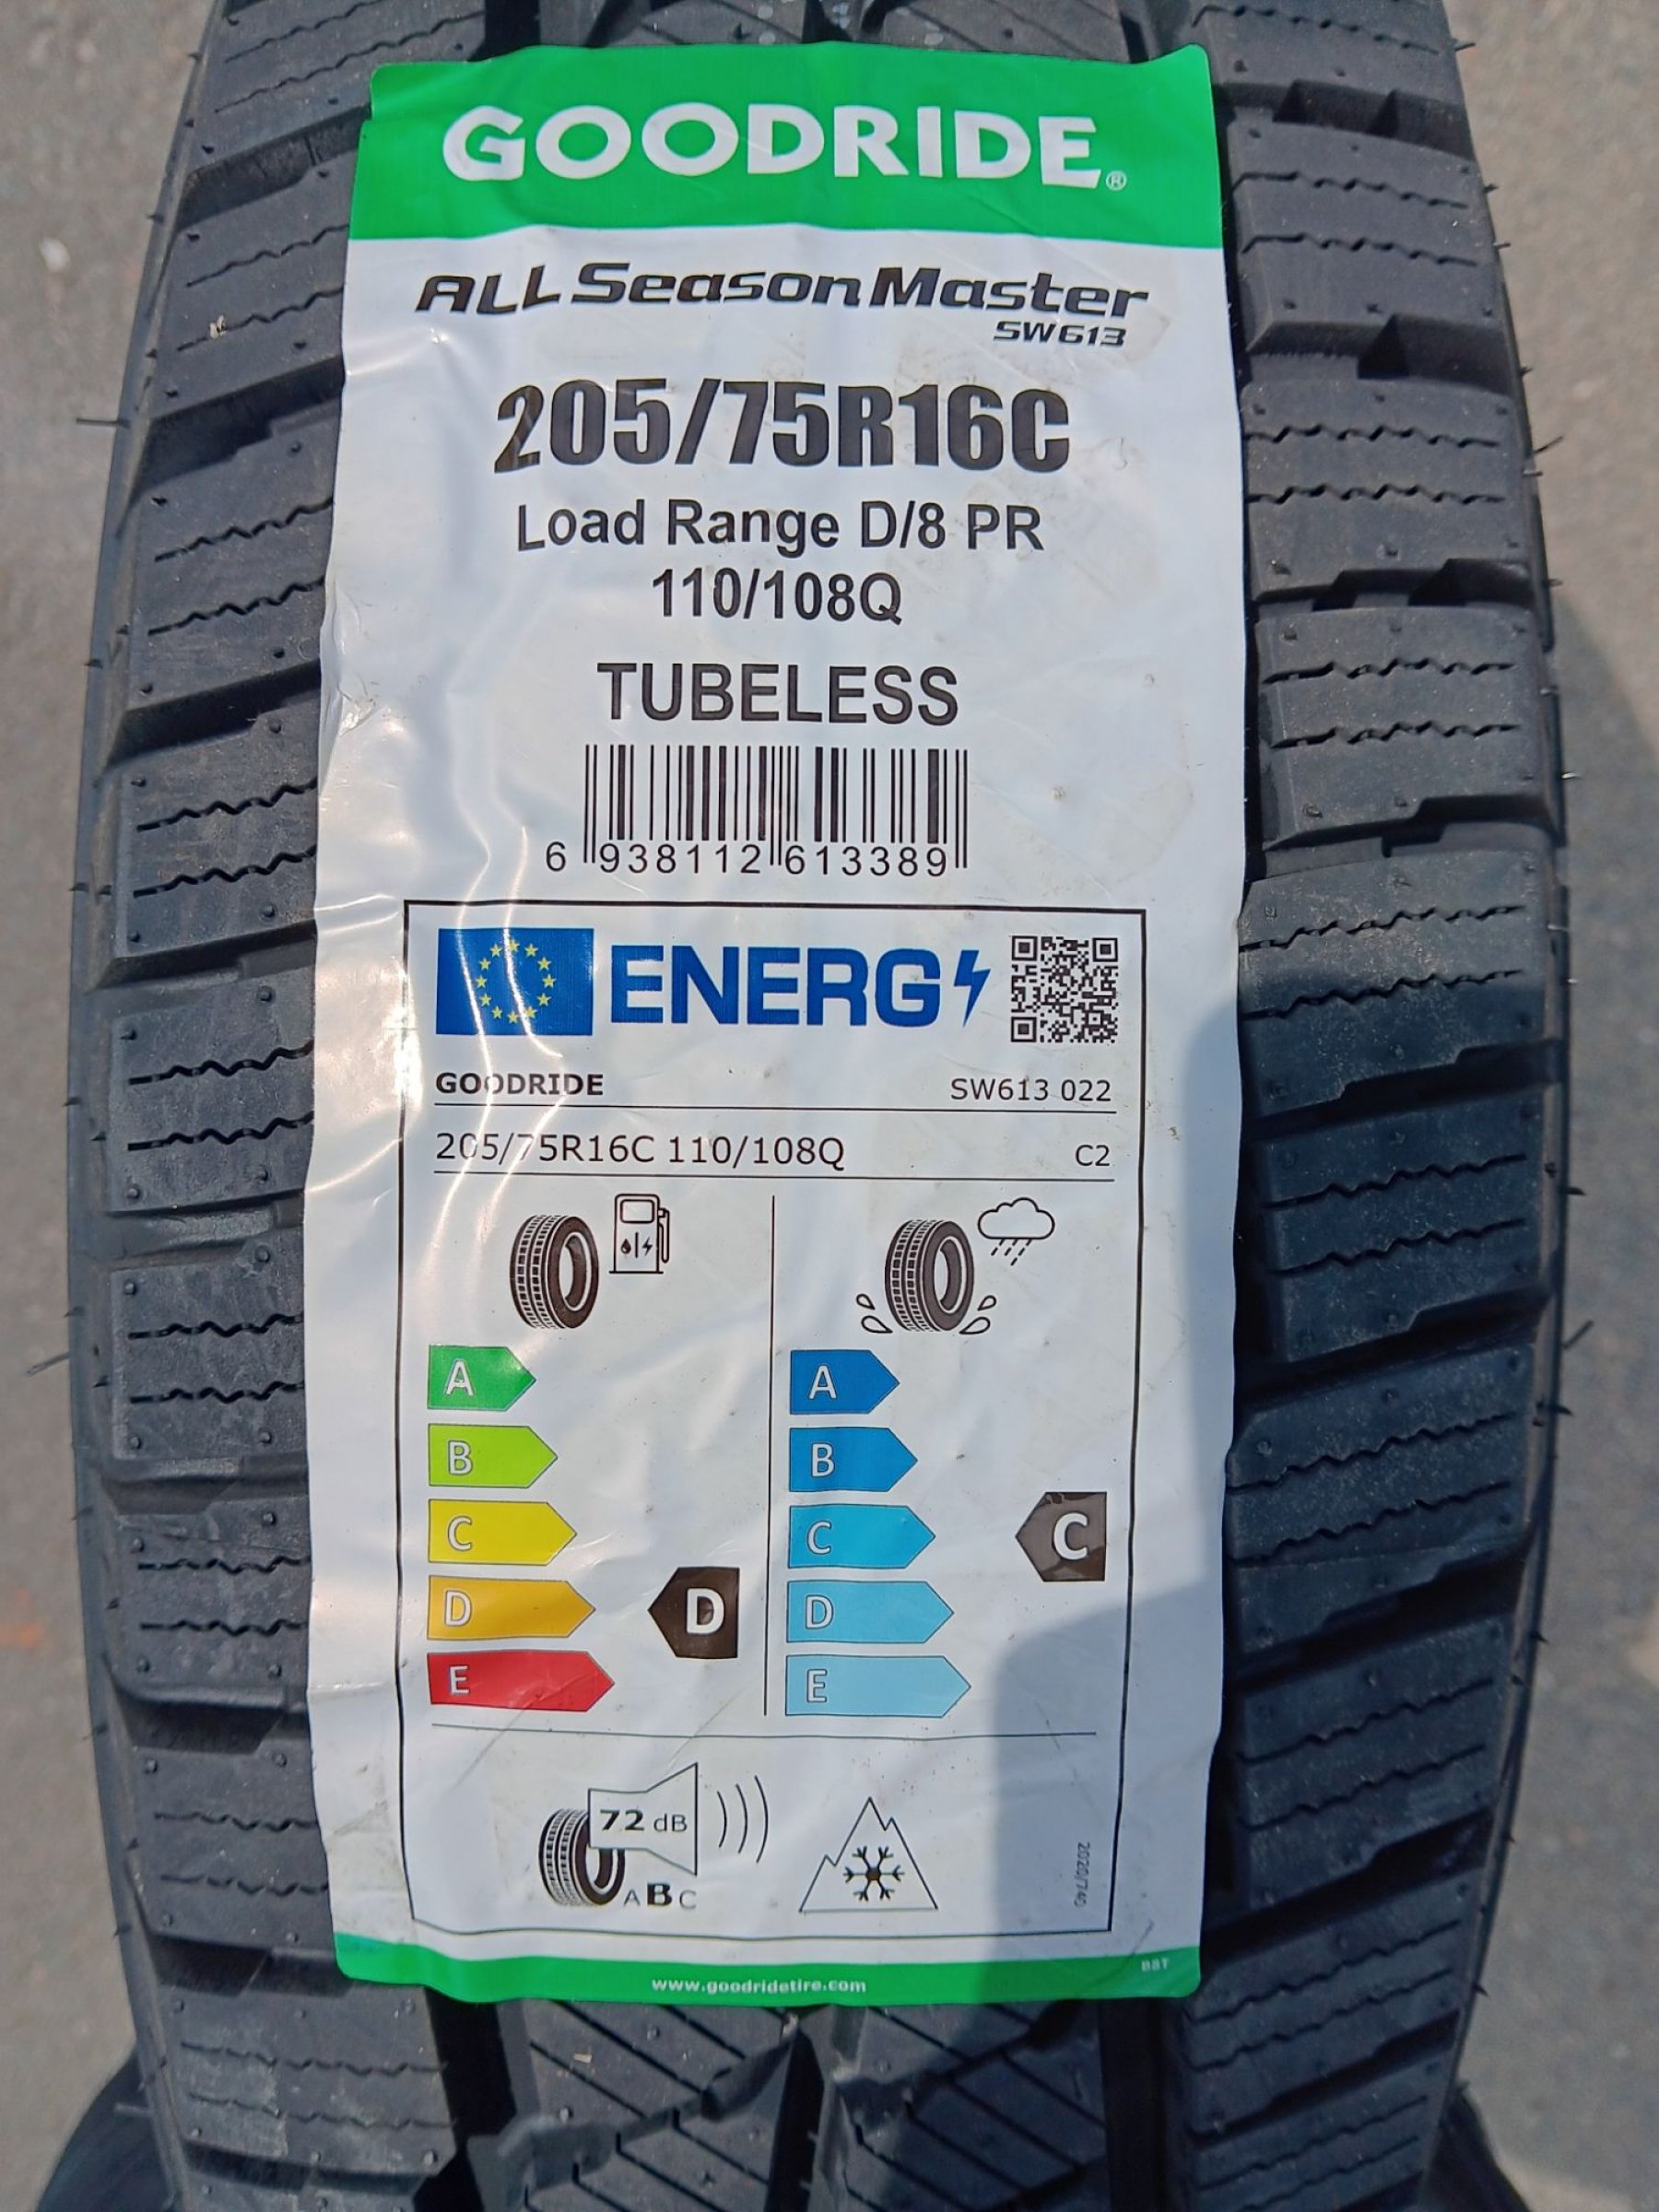 GOODRIDE®
ALL Season Master
SW613
205/75R16C
Load Range D/8 PR
110/108Q
TUBELESS
6 938112 613389
ENERG
GOODRIDE SW613 022
205/75R16C 110/108Q C2
A A
B B
C C C
D D D
E E
72 dB
ABC
2020/740
www.goodridetire.com
BBT